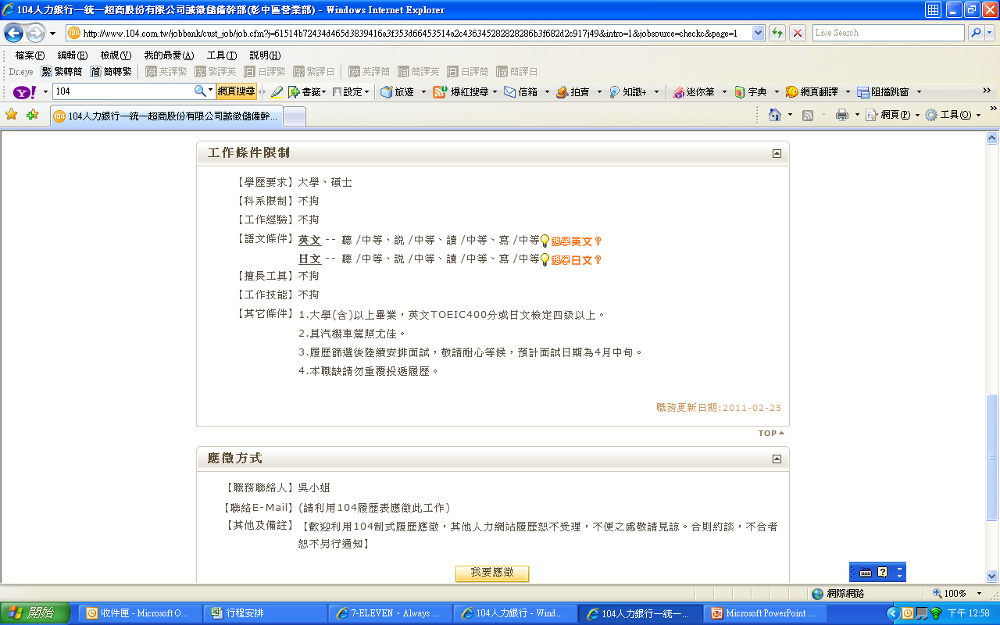 104人力銀行─統一超商股份有限公司誠徵儲備幹部(彰中區營業部) - Windows Internet Explorer
Live Search
檔案(F) 編輯(E) 檢視(V) 我的最愛(A) 工具(T) 說明(H)
Dr.eye 繁 繁轉簡 簡 簡轉繁 英 英譯繁 繁 繁譯英 日 日譯繁 繁 繁譯日 英 英譯簡 簡 簡譯英 日 日譯簡 簡 簡譯日
Y! 104 網頁搜尋 書籤 設定 旅遊 爆紅搜尋 信箱 拍賣 知識+ 迷你筆 字典 網頁翻譯 阻擋跳窗
104人力銀行─統一超商股份有限公司誠徵儲備幹... 網頁(P) 工具(O)
工作條件限制
【學歷要求】大學、碩士
【科系限制】不拘
【工作經驗】不拘
【語文條件】英文 -- 聽 /中等、說 /中等、讀 /中等、寫 /中等 想學英文？
日文 -- 聽 /中等、說 /中等、讀 /中等、寫 /中等 想學日文？
【擅長工具】不拘
【工作技能】不拘
【其它條件】1.大學(含)以上畢業，英文TOEIC400分或日文檢定四級以上。
2.具汽機車駕照尤佳。
3.履歷篩選後陸續安排面試，敬請耐心等候，預計面試日期為4月中旬。
4.本職缺請勿重覆投遞履歷。
職務更新日期:2011-02-25
TOP
應徵方式
【職務聯絡人】吳小姐
【聯絡E-Mail】(請利用104履歷表應徵此工作)
【其他及備註】【歡迎利用104制式履歷應徵，其他人力網站履歷恕不受理，不便之處敬請見諒。合則約談，不合者
恕不另行通知】
我要應徵
網際網路 100%
開始 收件匣 - Microsoft O... 行程安排 7-ELEVEN・Always ... 104人力銀行 - Wind... 104人力銀行─統一... Microsoft PowerPoint ... 下午 12:58